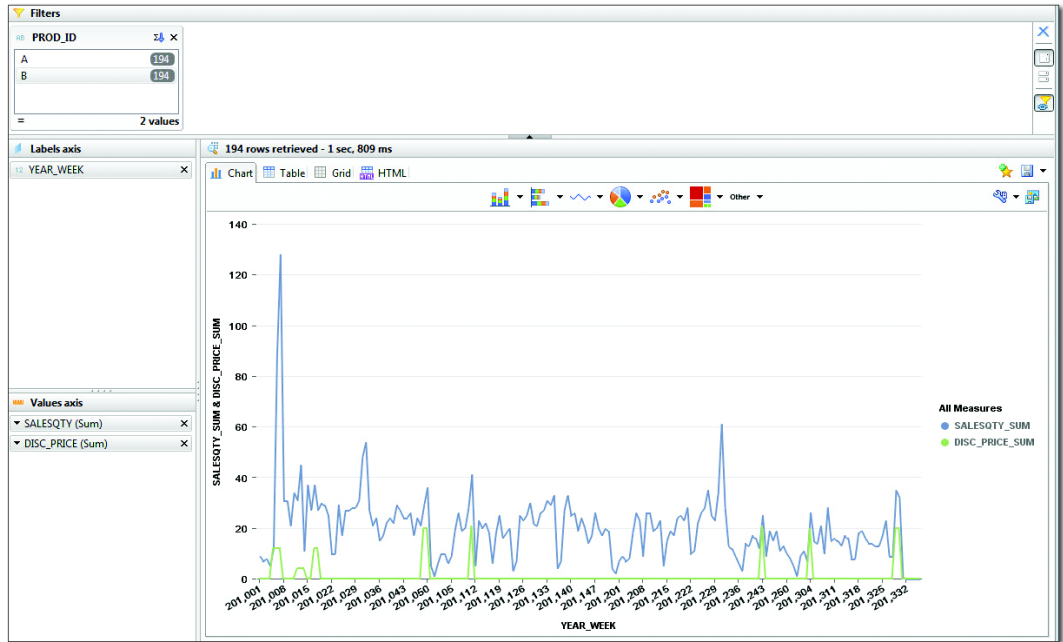 Filters
AB PROD_ID Σ
A 194
B 194
= 2 values
Labels axis
12 YEAR_WEEK
Values axis
SALESQTY (Sum)
DISC_PRICE (Sum)
194 rows retrieved - 1 sec, 809 ms
Chart Table Grid HTML HTML
Other
SALESQTY_SUM & DISC_PRICE_SUM
140
120
100
80
60
40
20
0
201,001 201,008 201,015 201,022 201,029 201,036 201,043 201,050 201,105 201,112 201,119 201,126 201,133 201,140 201,147 201,201 201,208 201,215 201,222 201,229 201,236 201,243 201,250 201,304 201,311 201,318 201,325 201,332
YEAR_WEEK
All Measures
SALESQTY_SUM
DISC_PRICE_SUM